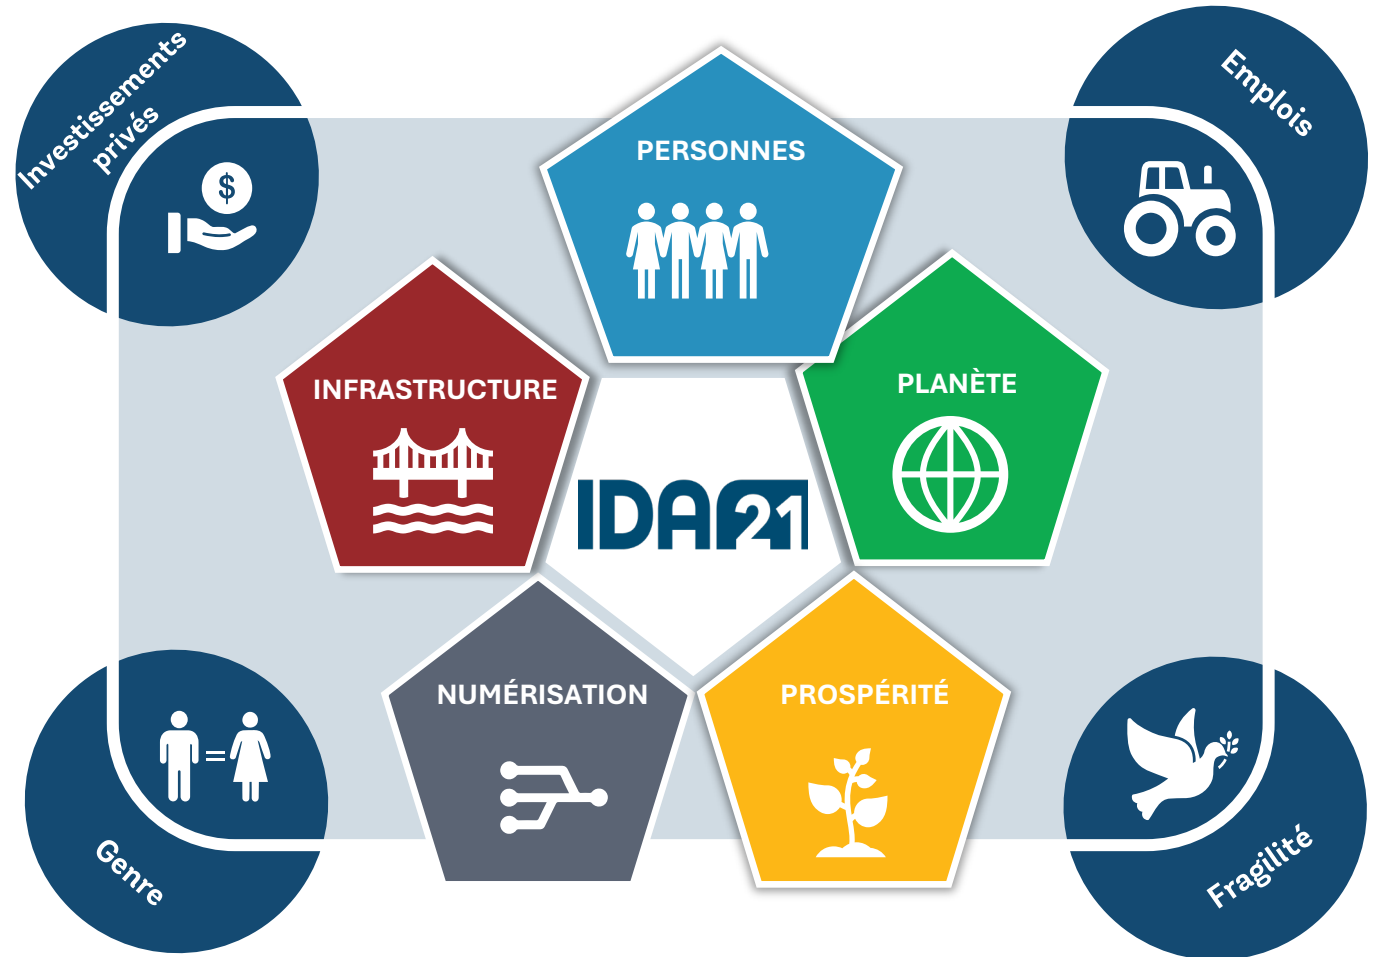 Investissements
privés
$
Emplois
PERSONNES
INFRASTRUCTURE
PLANÈTE
IDA21
NUMÉRISATION
PROSPÉRITÉ
=
Genre
Fragilité